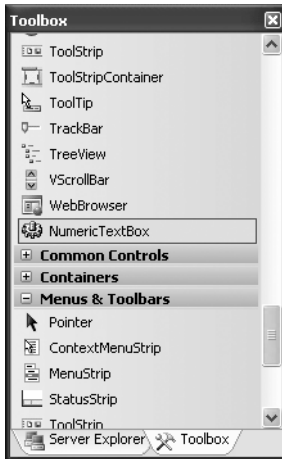 Toolbox
ToolStrip
ToolStripContainer
ToolTip
TrackBar
TreeView
VScrollBar
WebBrowser
NumericTextBox
Common Controls
Containers
Menus & Toolbars
Pointer
ContextMenuStrip
MenuStrip
StatusStrip
ToolStrip
Server Explorer Toolbox